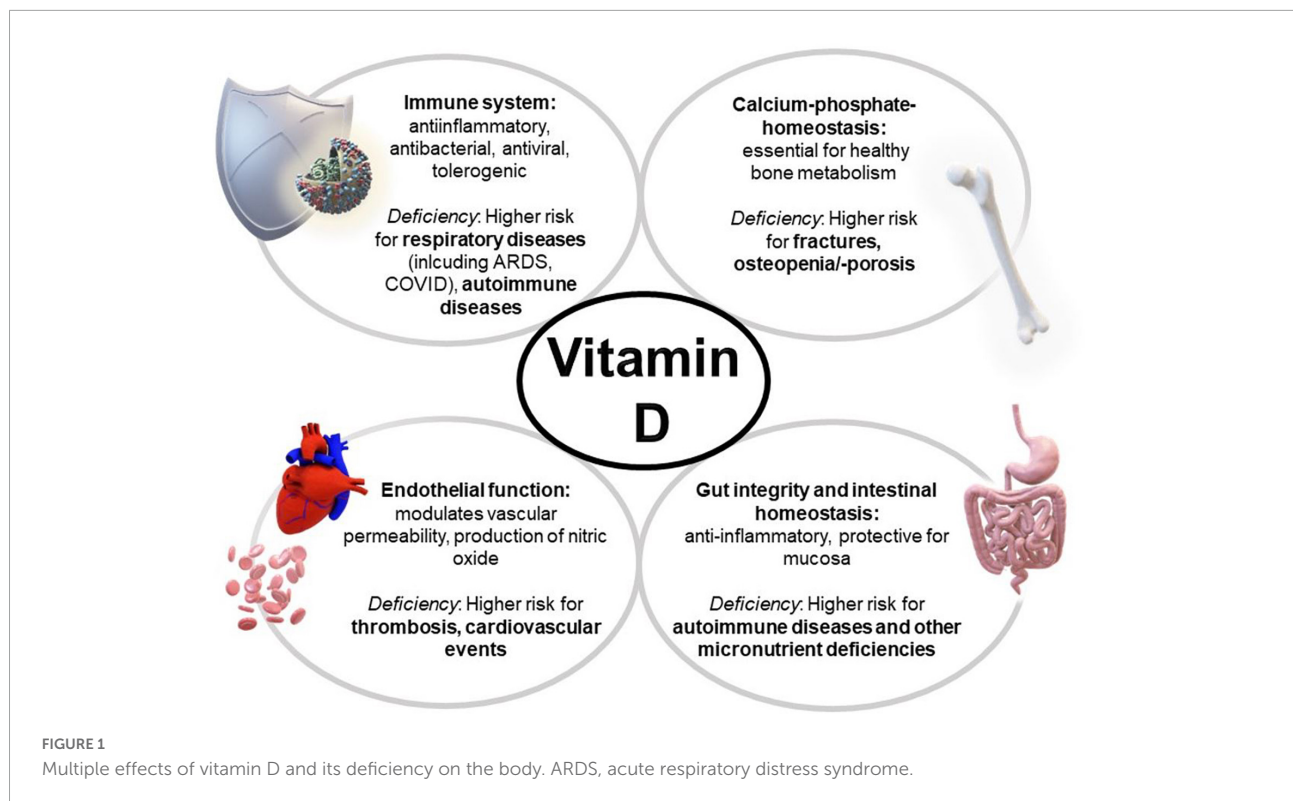 Immune system:
antiinflammatory,
antibacterial, antiviral,
tolerogenic
Deficiency: Higher risk
for respiratory diseases
(inlcuding ARDS,
COVID), autoimmune
diseases
Calcium-phosphate-
homeostasis:
essential for healthy
bone metabolism
Deficiency: Higher risk
for fractures,
osteopenia/-porosis
Vitamin
D
Endothelial function:
modulates vascular
permeability, production of nitric
oxide
Deficiency: Higher risk for
thrombosis, cardiovascular
events
Gut integrity and intestinal
homeostasis:
anti-inflammatory, protective for
mucosa
Deficiency: Higher risk for
autoimmune diseases and other
micronutrient deficiencies
FIGURE 1
Multiple effects of vitamin D and its deficiency on the body. ARDS, acute respiratory distress syndrome.